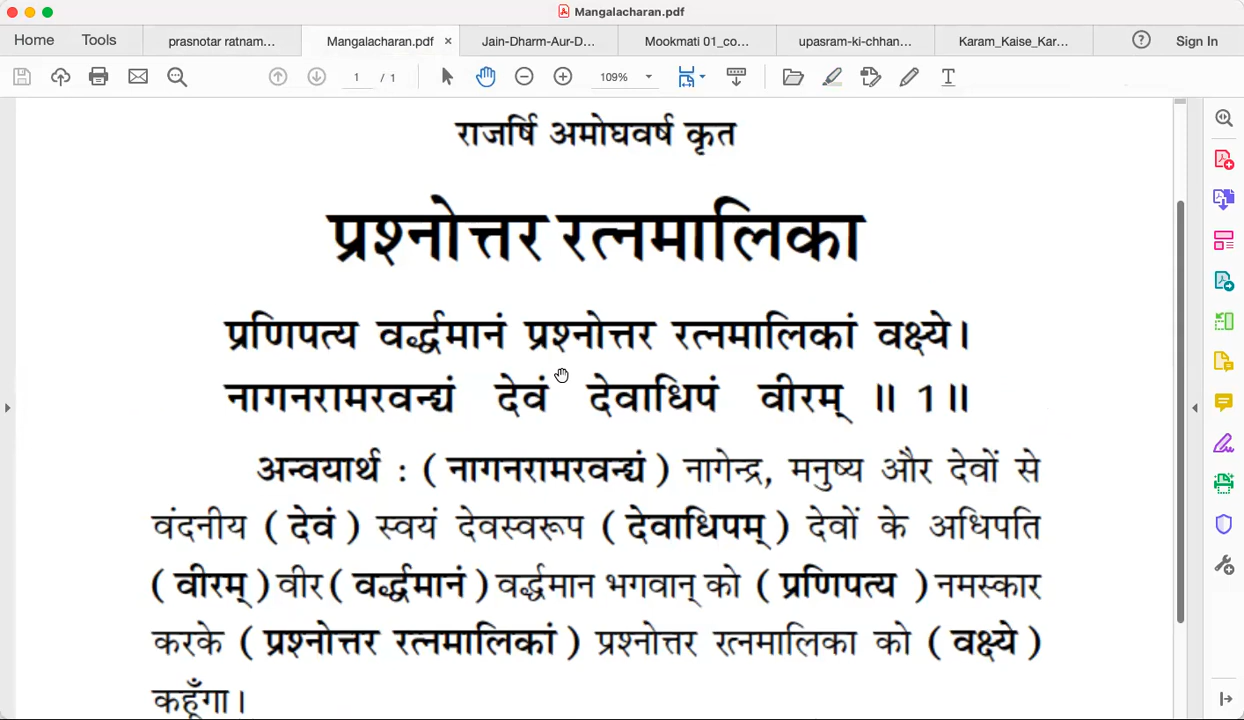 Mangalacharan.pdf
Home Tools prasnotar ratnam... Mangalacharan.pdf × Jain-Dharm-Aur-D... Mookmati 01_co... upasram-ki-chhan... Karam_Kaise_Kar... ? Sign In
1 / 1 109%
राजर्षि अमोघवर्ष कृत
प्रश्नोत्तर रत्नमालिका
प्रणिपत्य वर्द्धमानं प्रश्नोत्तर रत्नमालिकां वक्ष्ये।
नागनरामरवन्द्यं देवं देवाधिपं वीरम् ॥ 1॥
अन्वयार्थ : ( नागनरामरवन्द्यं ) नागेन्द्र, मनुष्य और देवों से
वंदनीय ( देवं ) स्वयं देवस्वरूप ( देवाधिपम् ) देवों के अधिपति
( वीरम् ) वीर ( वर्द्धमानं ) वर्द्धमान भगवान् को ( प्रणिपत्य ) नमस्कार
करके ( प्रश्नोत्तर रत्नमालिकां ) प्रश्नोत्तर रत्नमालिका को ( वक्ष्ये )
कहूँगा।